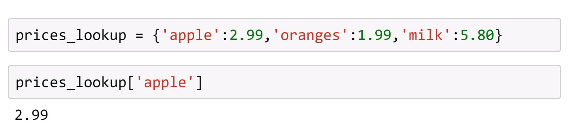 prices_lookup = {'apple':2.99,'oranges':1.99,'milk':5.80}
prices_lookup['apple']
2.99